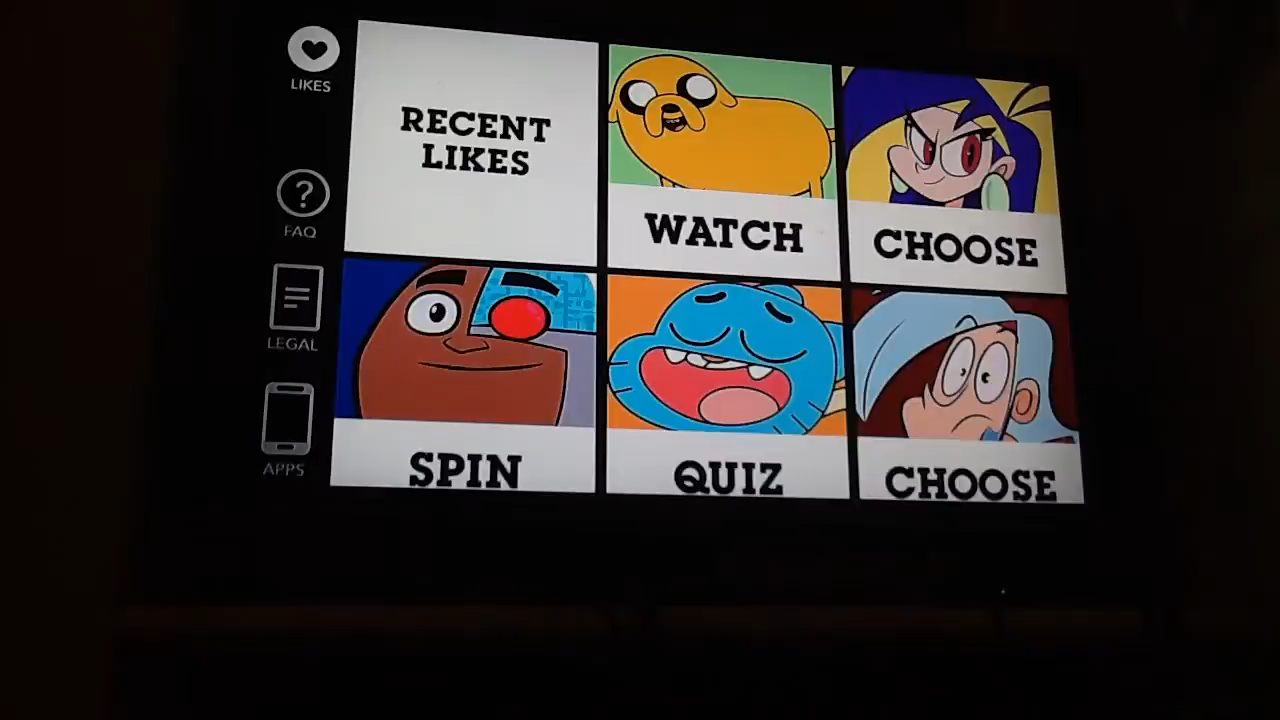 LIKES
FAQ
LEGAL
APPS
RECENT
LIKES
WATCH
CHOOSE
SPIN
QUIZ
CHOOSE